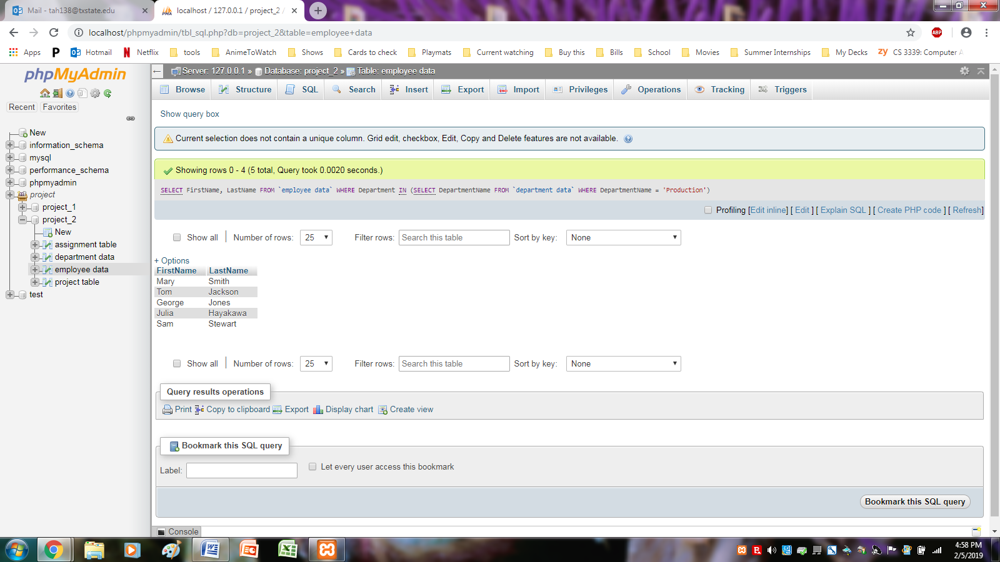 Mail - tah138@txstate.edu
localhost / 127.0.0.1 / project_2 /
localhost/phpmyadmin/tbl_sql.php?db=project_2&table=employee+data
ABP
Apps
P
Hotmail
Netflix
tools
AnimeToWatch
Shows
Cards to check
Playmats
Current watching
Buy this
Bills
School
Movies
Summer Internships
My Decks
zy CS 3339: Computer A
phpMyAdmin
Recent
Favorites
New
information_schema
mysql
performance_schema
phpmyadmin
project
project_1
project_2
New
assignment table
department data
employee data
project table
test
Server: 127.0.0.1 » Database: project_2 » Table: employee data
Browse
Structure
SQL
Search
Insert
Export
Import
Privileges
Operations
Tracking
Triggers
Show query box
Current selection does not contain a unique column. Grid edit, checkbox, Edit, Copy and Delete features are not available.
Showing rows 0 - 4 (5 total, Query took 0.0020 seconds.)
SELECT FirstName, LastName FROM `employee data` WHERE Department IN (SELECT DepartmentName FROM `department data` WHERE DepartmentName = 'Production')
Profiling [Edit inline] [ Edit ] [ Explain SQL ] [ Create PHP code ] [ Refresh]
Show all | Number of rows: 25 Filter rows: Search this table Sort by key: None
+ Options
FirstName LastName
Mary Smith
Tom Jackson
George Jones
Julia Hayakawa
Sam Stewart
Show all | Number of rows: 25 Filter rows: Search this table Sort by key: None
Query results operations
Print Copy to clipboard Export Display chart Create view
Bookmark this SQL query
Label: Let every user access this bookmark
Bookmark this SQL query
Console
4:58 PM
2/5/2019